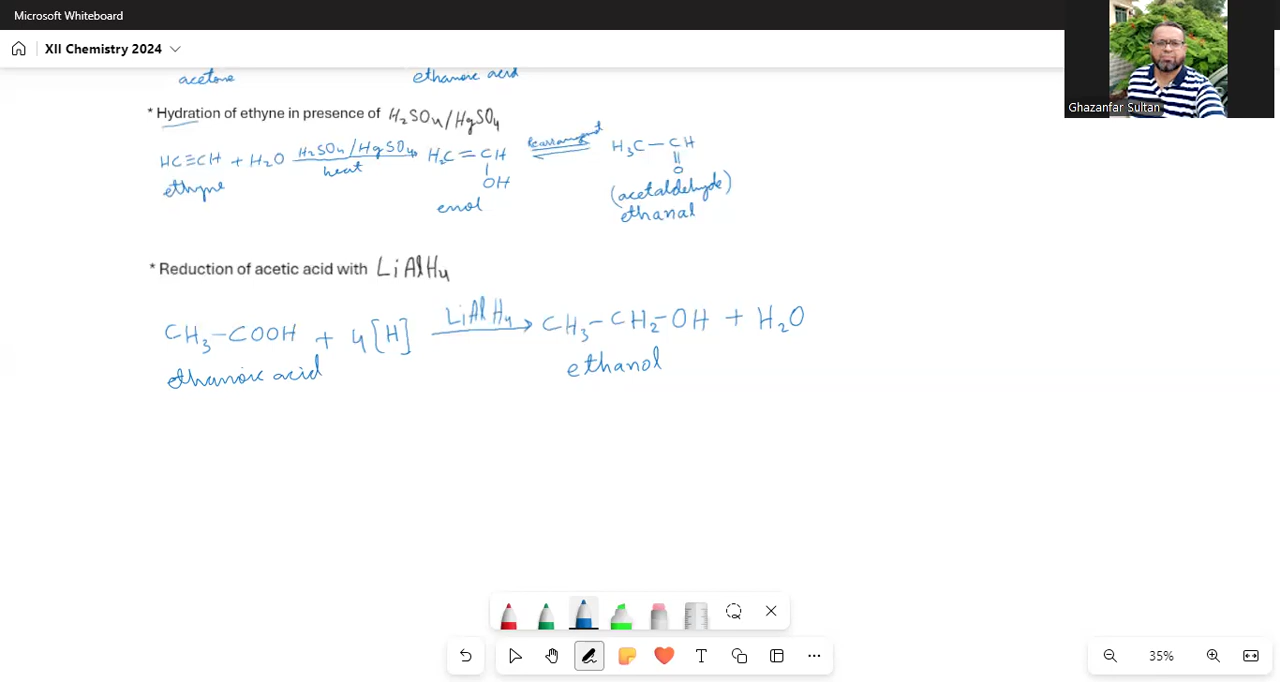 Microsoft Whiteboard
XII Chemistry 2024
Ghazanfar Sultan
acetone ethanoic acid
* Hydration of ethyne in presence of H₂SO₄/HgSO₄
HC≡CH + H₂O H₂SO₄/HgSO₄ heat H₂C=CH rearrangement H₃C-CH
OH O
ethyne enol (acetaldehyde)
ethanal
* Reduction of acetic acid with LiAlH₄
CH₃-COOH + 4[H] LiAlH₄ → CH₃-CH₂-OH + H₂O
ethanoic acid ethanol
35%